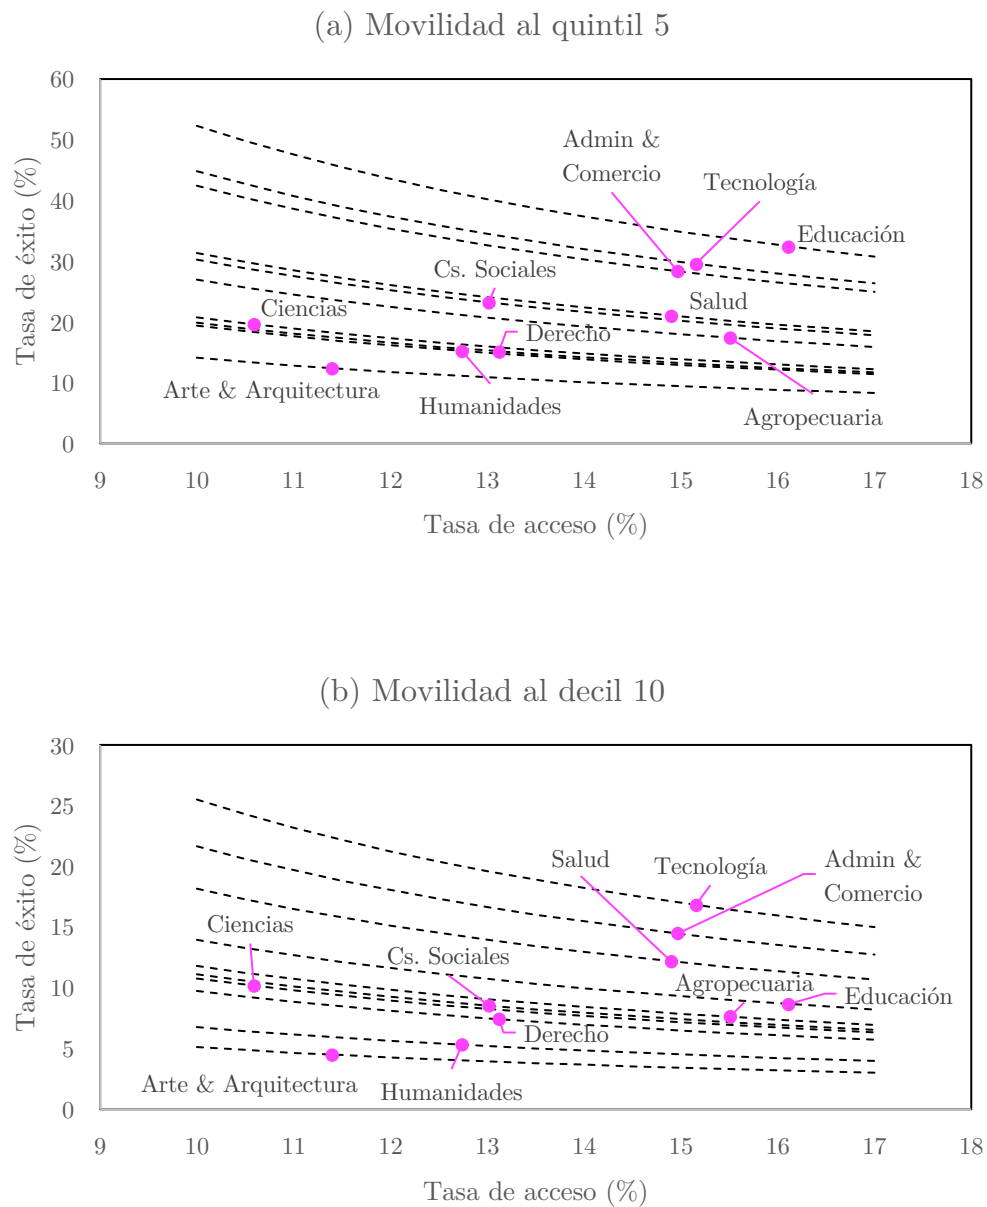 (a) Movilidad al quintil 5
60
50
40
30
20
10
0
Tasa de éxito (%)
Admin &
Comercio
Tecnología
Educación
Cs. Sociales
Salud
Ciencias
Derecho
Arte & Arquitectura
Humanidades
Agropecuaria
9 10 11 12 13 14 15 16 17 18
Tasa de acceso (%)
(b) Movilidad al decil 10
30
25
20
15
10
5
0
Tasa de éxito (%)
Salud
Tecnología
Admin &
Comercio
Ciencias
Cs. Sociales
Agropecuaria
Educación
Derecho
Arte & Arquitectura
Humanidades
9 10 11 12 13 14 15 16 17 18
Tasa de acceso (%)